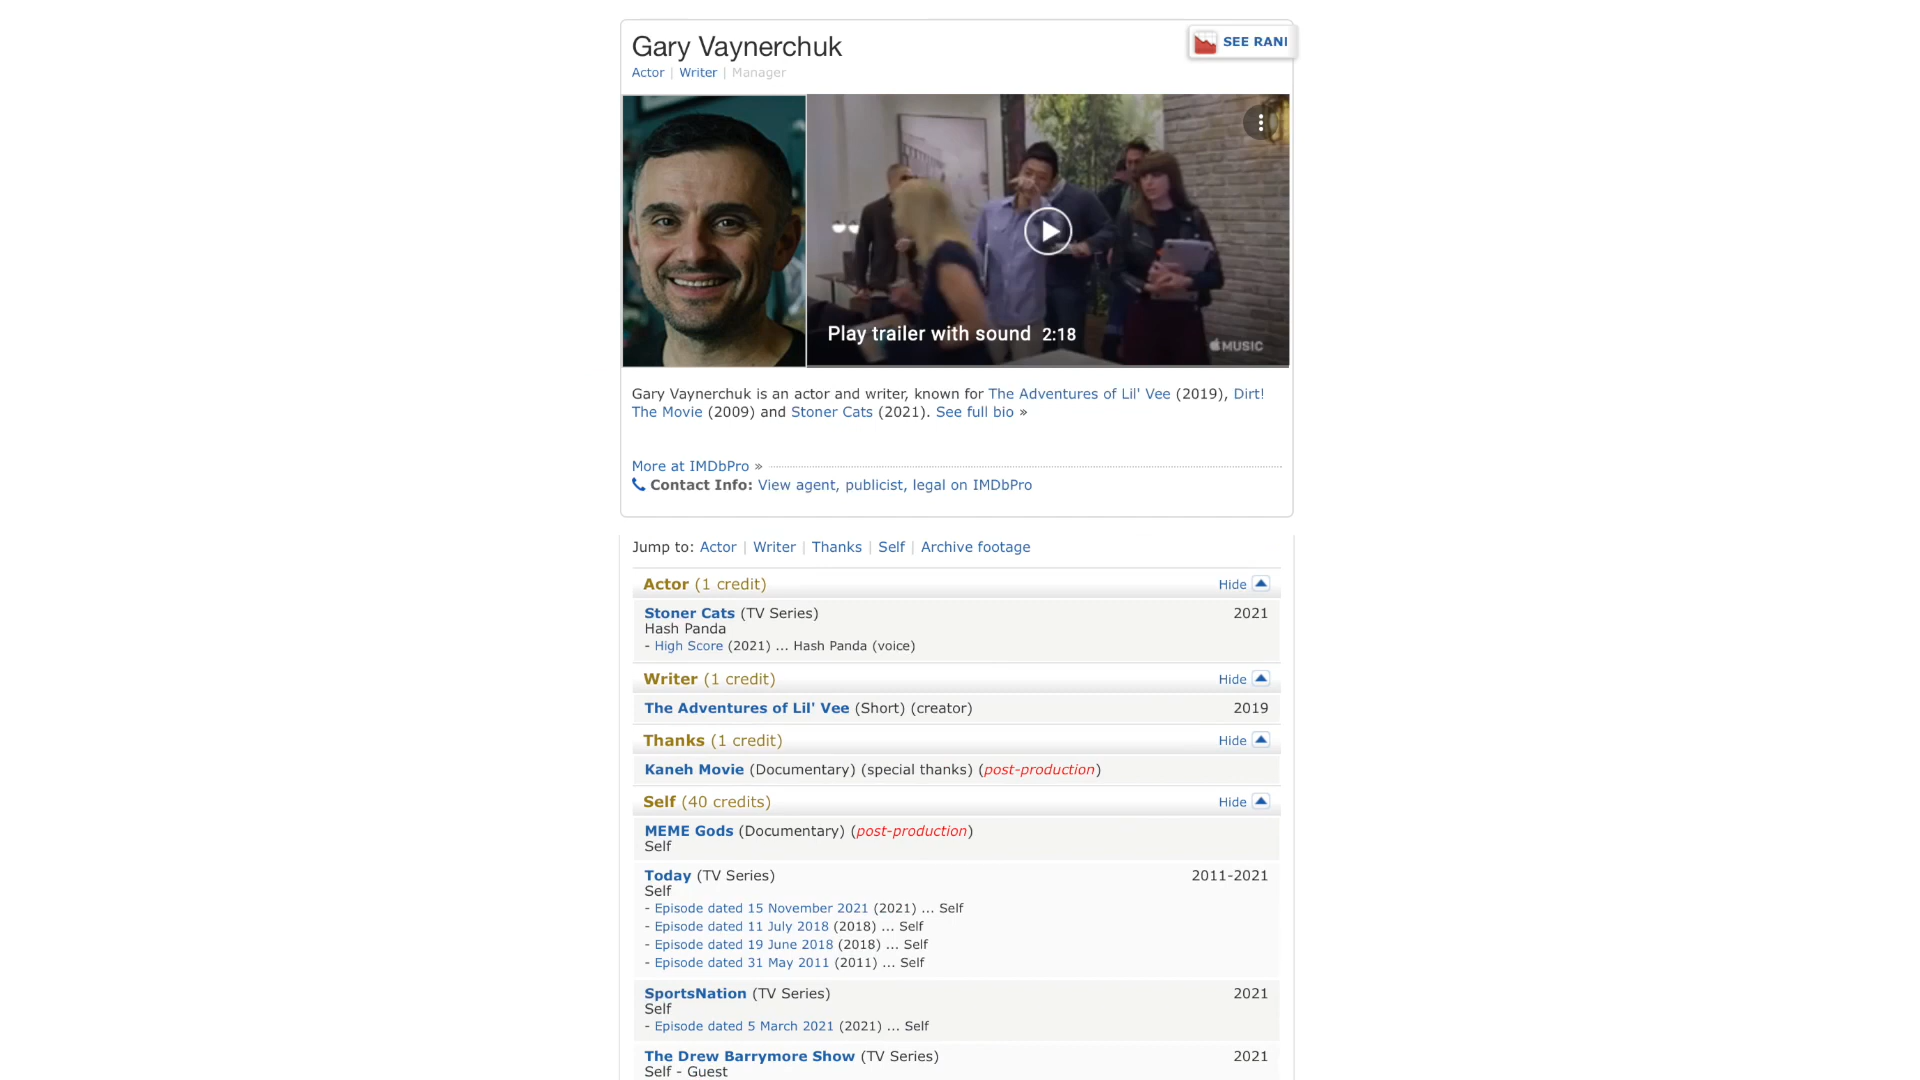 Gary Vaynerchuk
SEE RANK
Actor | Writer | Manager
Play trailer with sound 2:18
MUSIC
Gary Vaynerchuk is an actor and writer, known for The Adventures of Lil' Vee (2019), Dirt!
The Movie (2009) and Stoner Cats (2021). See full bio »
More at IMDbPro »
Contact Info: View agent, publicist, legal on IMDbPro
Jump to: Actor | Writer | Thanks | Self | Archive footage
Actor (1 credit) Hide
Stoner Cats (TV Series) 2021
Hash Panda
- High Score (2021) ... Hash Panda (voice)
Writer (1 credit) Hide
The Adventures of Lil' Vee (Short) (creator) 2019
Thanks (1 credit) Hide
Kaneh Movie (Documentary) (special thanks) (post-production)
Self (40 credits) Hide
MEME Gods (Documentary) (post-production)
Self
Today (TV Series) 2011-2021
Self
- Episode dated 15 November 2021 (2021) ... Self
- Episode dated 11 July 2018 (2018) ... Self
- Episode dated 19 June 2018 (2018) ... Self
- Episode dated 31 May 2011 (2011) ... Self
SportsNation (TV Series) 2021
Self
- Episode dated 5 March 2021 (2021) ... Self
The Drew Barrymore Show (TV Series) 2021
Self - Guest